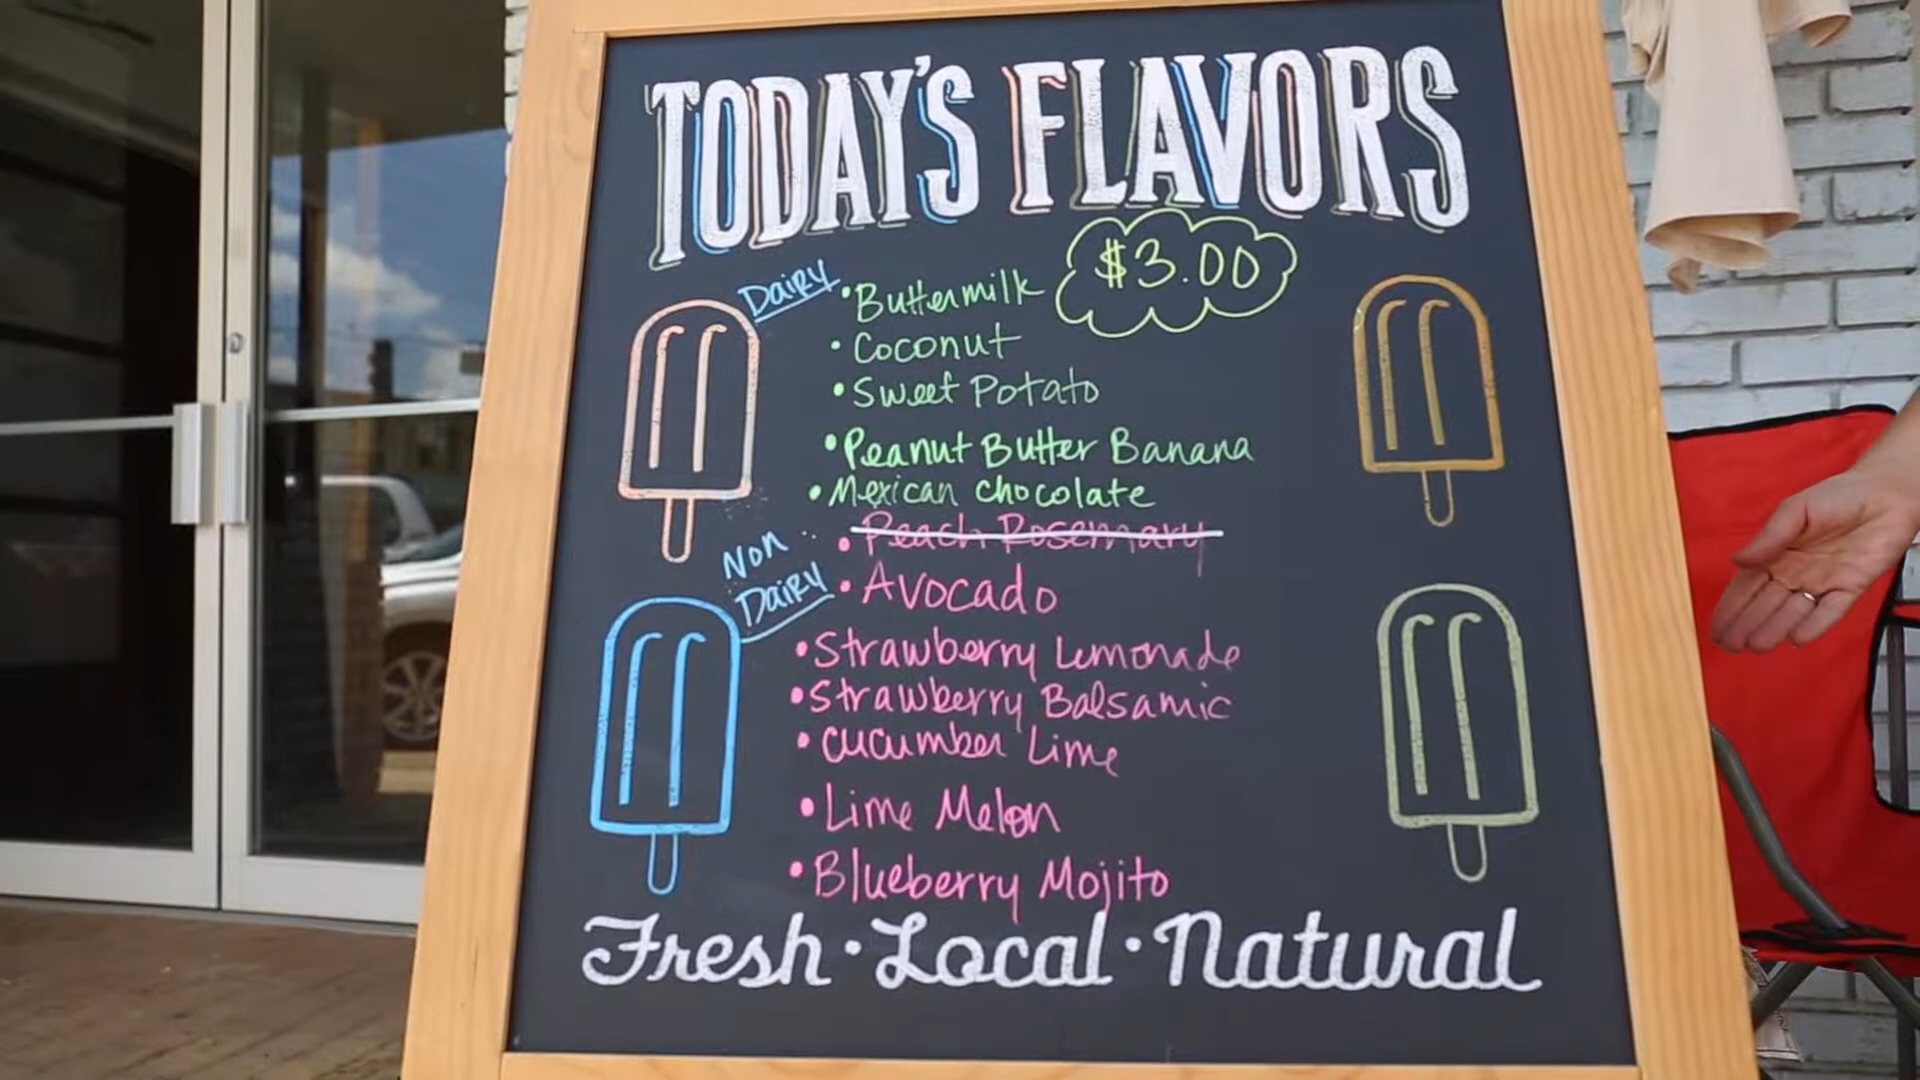 TODAY'S FLAVORS
$3.00
DAIRY
• Buttermilk
• Coconut
• Sweet Potato
• Peanut Butter Banana
• Mexican Chocolate
NON DAIRY
• Peach Rosemary
• Avocado
• Strawberry Lemonade
• Strawberry Balsamic
• Cucumber Lime
• Lime Melon
• Blueberry Mojito
Fresh · Local · Natural